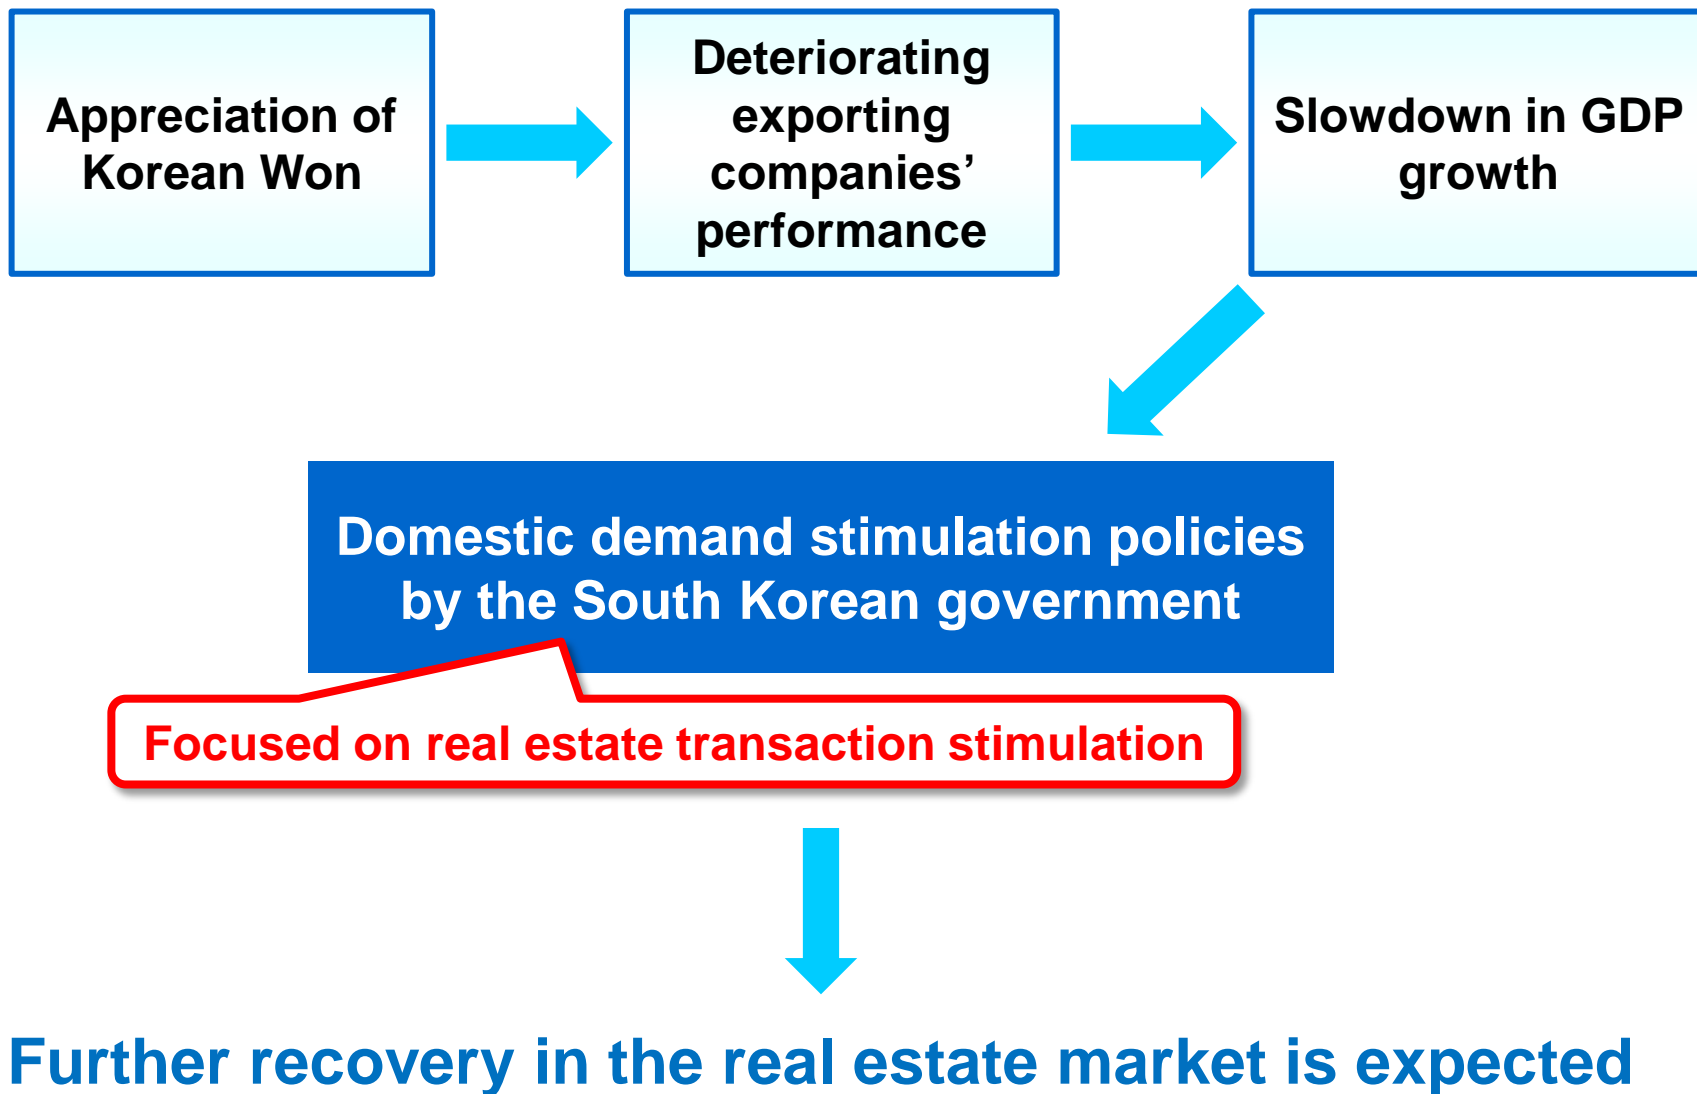 Appreciation of
Korean Won
Deteriorating
exporting
companies’
performance
Slowdown in GDP
growth
Domestic demand stimulation policies
by the South Korean government
Focused on real estate transaction stimulation
Further recovery in the real estate market is expected